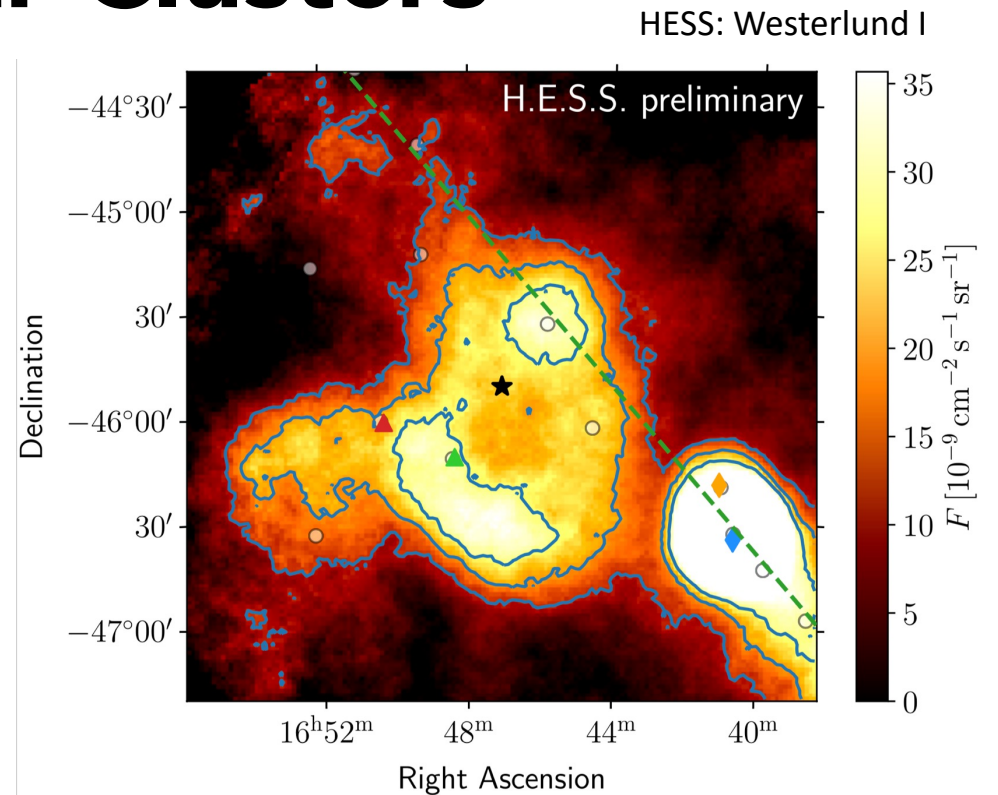 HESS: Westerlund I
H.E.S.S. preliminary
−44°30′
−45°00′
30′
−46°00′
30′
−47°00′
Declination
16ʰ52ᵐ
48ᵐ
44ᵐ
40ᵐ
Right Ascension
35
30
25
20
15
10
5
0
F [10⁻⁹ cm⁻² s⁻¹ sr⁻¹]